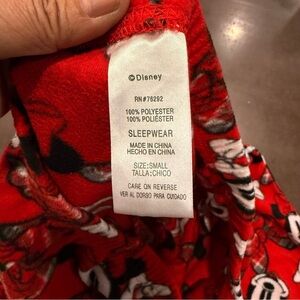 ©Disney
RN#76292
100% POLYESTER
100% POLIÉSTER
SLEEPWEAR
MADE IN CHINA
HECHO EN CHINA
SIZE:SMALL
TALLA:CHICO
CARE ON REVERSE
VER AL DORSO PARA CUIDADO